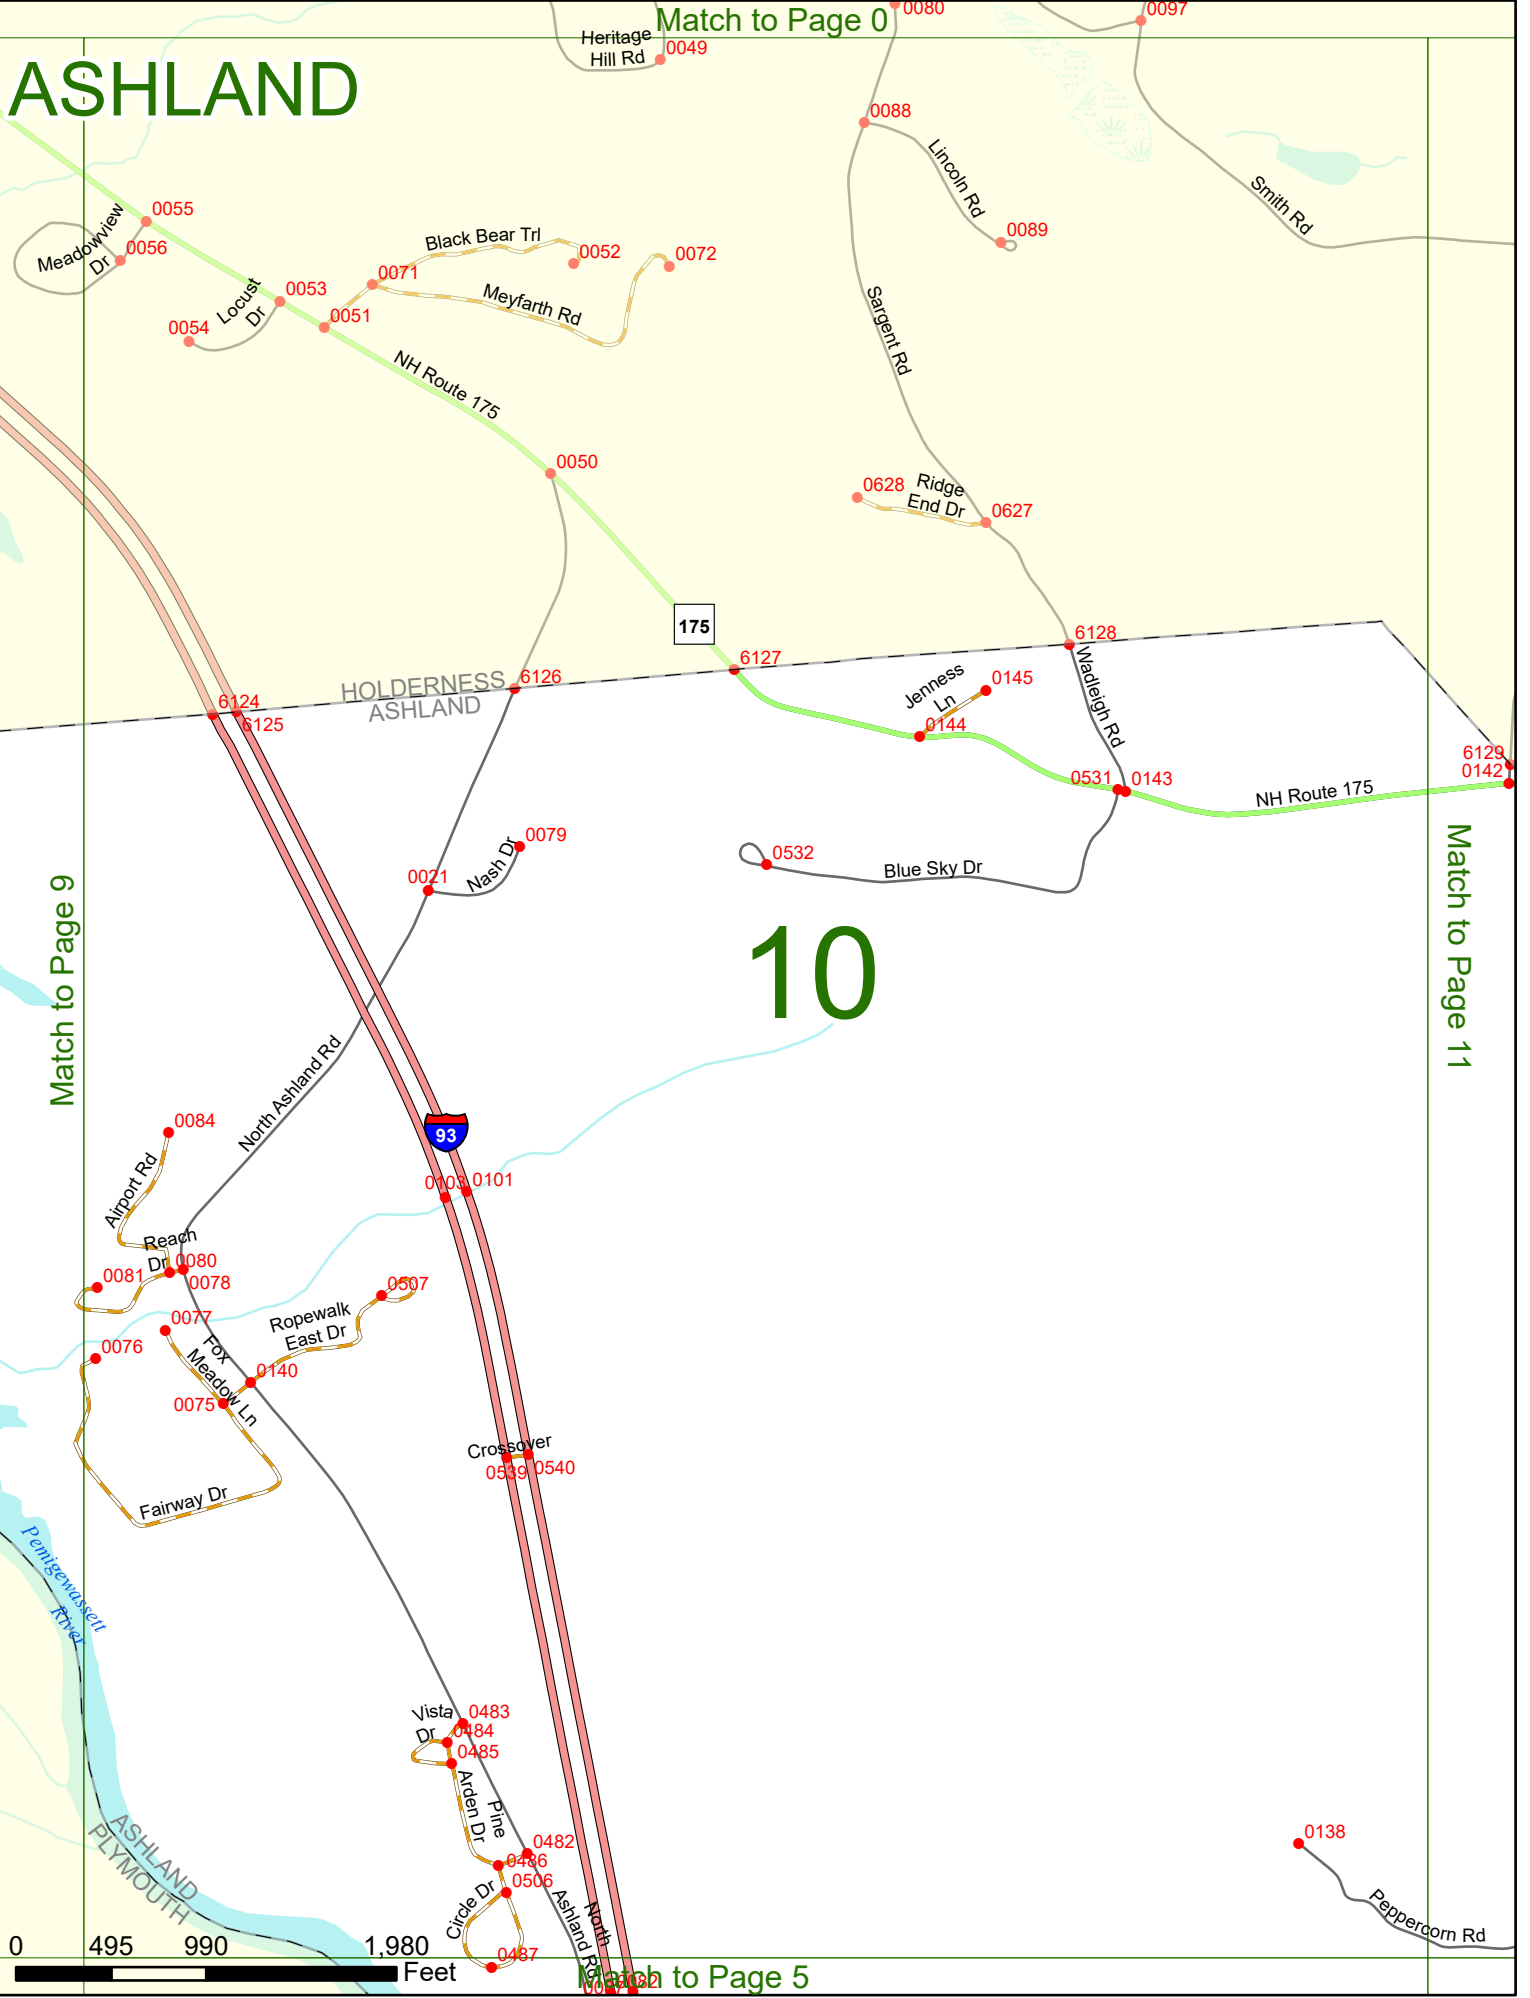 Match to Page 0
0080
0097
Heritage
Hill Rd
0049
ASHLAND
0088
Lincoln Rd
0089
Smith Rd
0055
Meadowview
Dr
0056
Black Bear Trl
0052
0072
0071
Meyfarth Rd
0053
Locust
Dr
0054
0051
Sargent Rd
NH Route 175
0050
0628
Ridge
End Dr
0627
175
6127
6128
HOLDERNESS
ASHLAND
6126
6124
6125
Jenness
Ln
0145
0144
Wadleigh Rd
0531
0143
6129
0142
NH Route 175
0079
Nash Dr
0021
0532
Blue Sky Dr
10
Match to Page 9
Match to Page 11
North Ashland Rd
93
0084
Airport Rd
0103
0101
Reach
Dr
0080
0078
0081
0507
Ropewalk
East Dr
0077
0076
Fox
Meadow Ln
0140
0075
Crossover
0539
0540
Fairway Dr
Pemigewassett
River
Vista
Dr
0483
0484
0485
Arden Dr
Pine
0482
0486
0506
Circle Dr
0487
North
Ashland Rd
ASHLAND
PLYMOUTH
0138
Peppercorn Rd
0
495
990
1,980
Feet
Match to Page 5